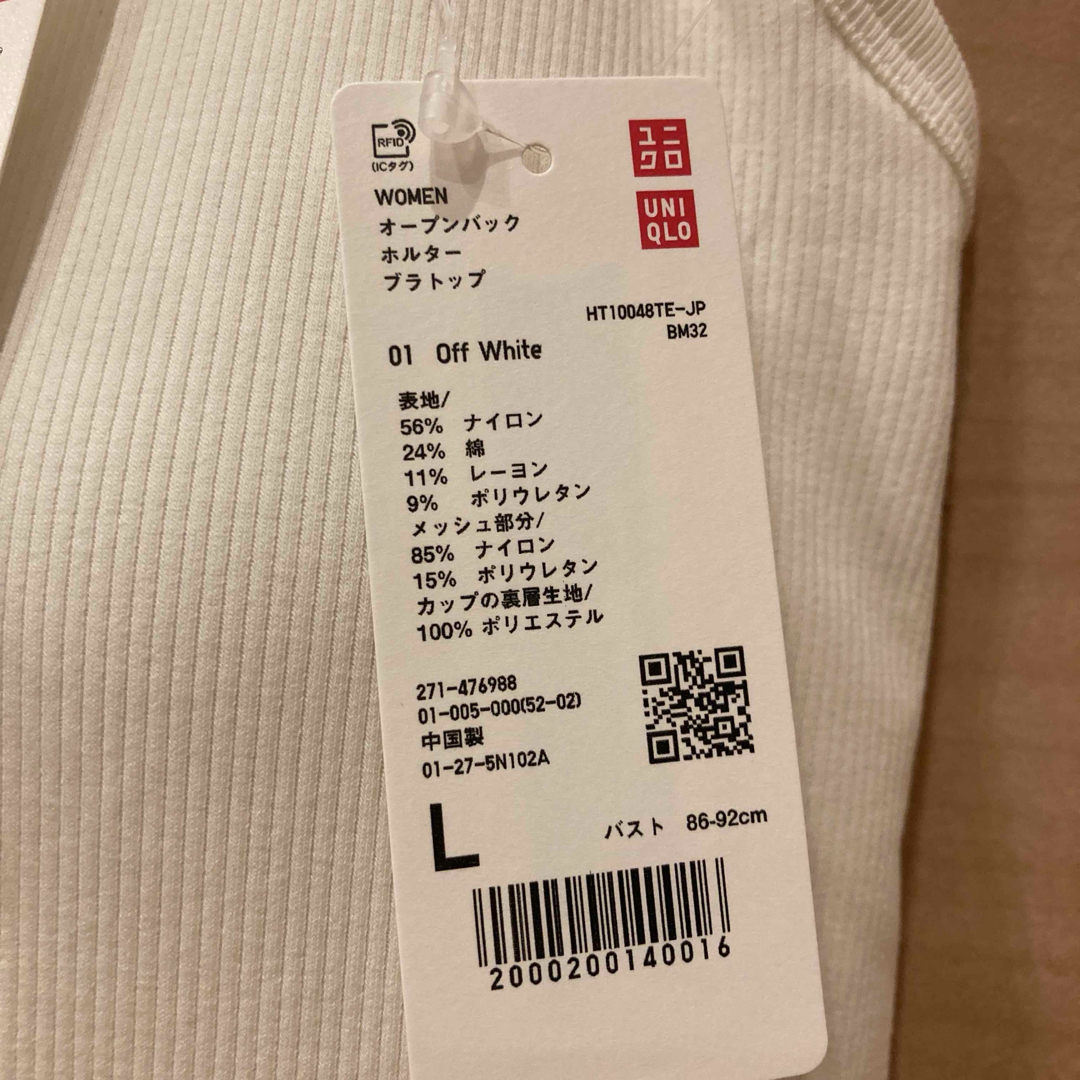 RFID
(ICタグ)
ユニ
クロ
UNI
QLO
WOMEN
オープンバック
ホルター
ブラトップ
HT10048TE-JP
BM32
01 Off White
表地/
56% ナイロン
24% 綿
11% レーヨン
9% ポリウレタン
メッシュ部分/
85% ナイロン
15% ポリウレタン
カップの裏層生地/
100% ポリエステル
271-476988
01-005-000(52-02)
中国製
01-27-5N102A
L バスト 86-92cm
2000200140016